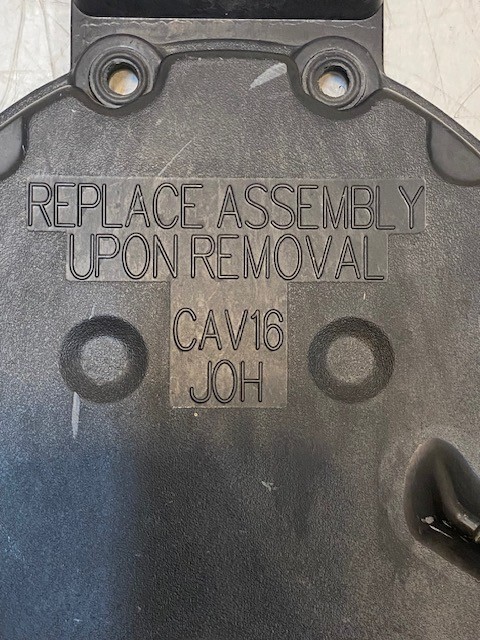 REPLACE ASSEMBLY
UPON REMOVAL
CAV16
JOH